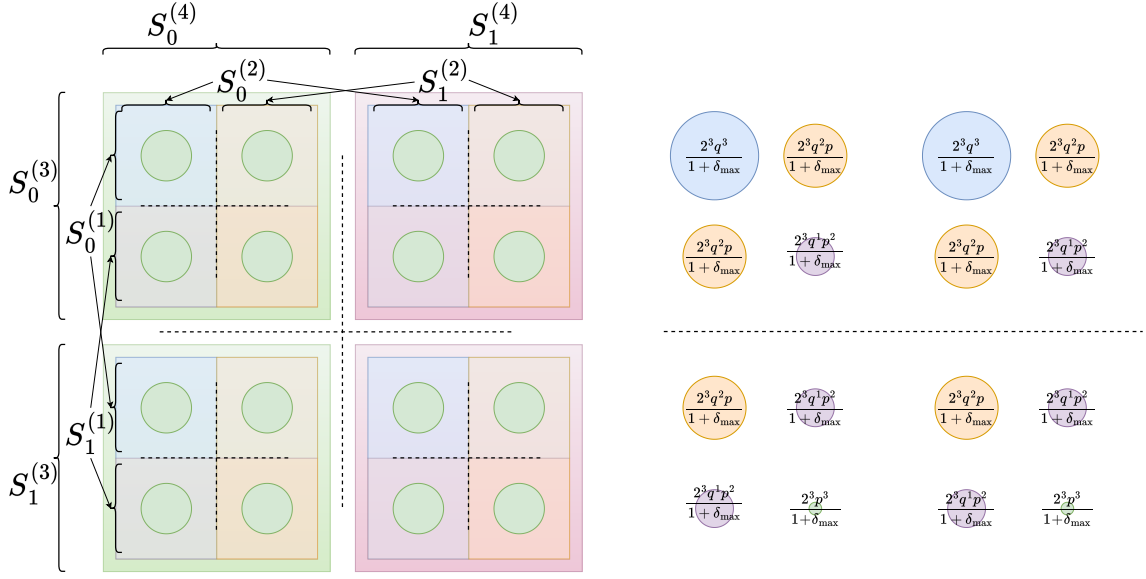 S_0^{(4)} S_1^{(4)}
S_0^{(2)} S_1^{(2)}
S_0^{(3)}
S_0^{(1)}
S_1^{(1)}
S_1^{(3)}
\frac{2^3q^3}{1+\delta_{\max}} \frac{2^3q^2p}{1+\delta_{\max}} \frac{2^3q^3}{1+\delta_{\max}} \frac{2^3q^2p}{1+\delta_{\max}}
\frac{2^3q^2p}{1+\delta_{\max}} \frac{2^3q^1p^2}{1+\delta_{\max}} \frac{2^3q^2p}{1+\delta_{\max}} \frac{2^3q^1p^2}{1+\delta_{\max}}
\frac{2^3q^2p}{1+\delta_{\max}} \frac{2^3q^1p^2}{1+\delta_{\max}} \frac{2^3q^2p}{1+\delta_{\max}} \frac{2^3q^1p^2}{1+\delta_{\max}}
\frac{2^3q^1p^2}{1+\delta_{\max}} \frac{2^3p^3}{1+\delta_{\max}} \frac{2^3q^1p^2}{1+\delta_{\max}} \frac{2^3p^3}{1+\delta_{\max}}